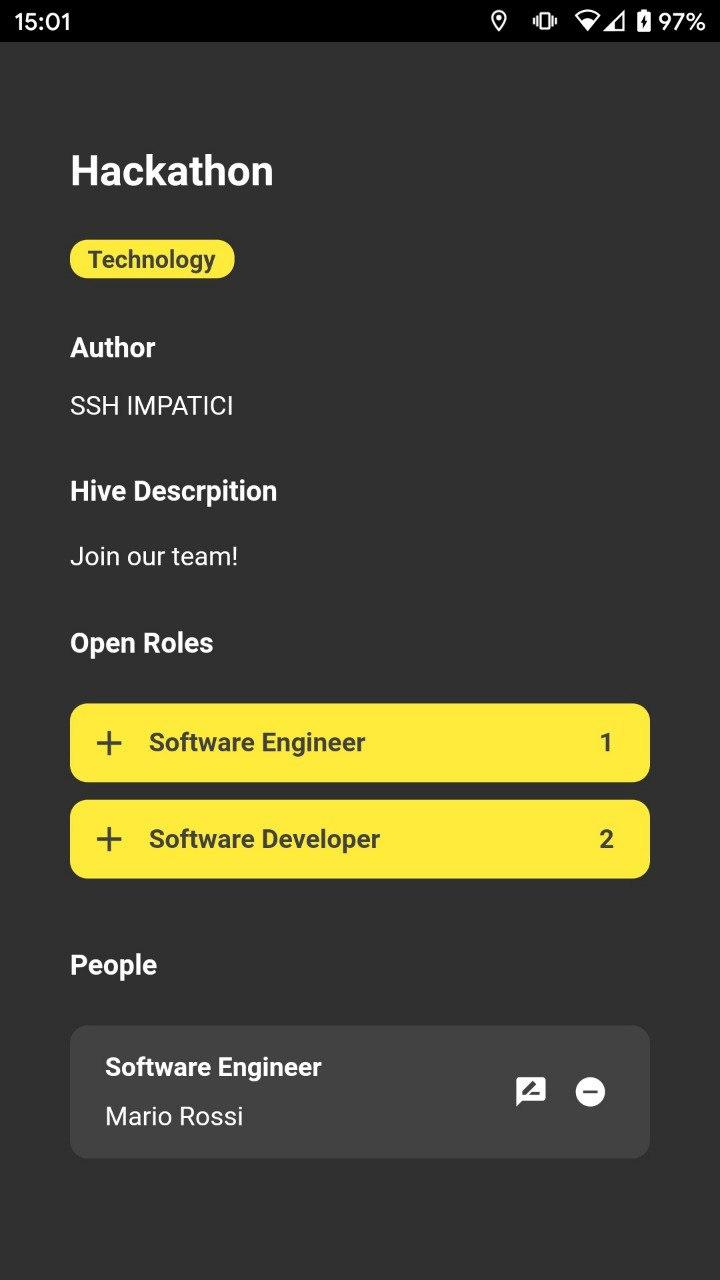 15:01 97%
Hackathon
Technology
Author
SSH IMPATICI
Hive Descrpition
Join our team!
Open Roles
Software Engineer 1
Software Developer 2
People
Software Engineer
Mario Rossi